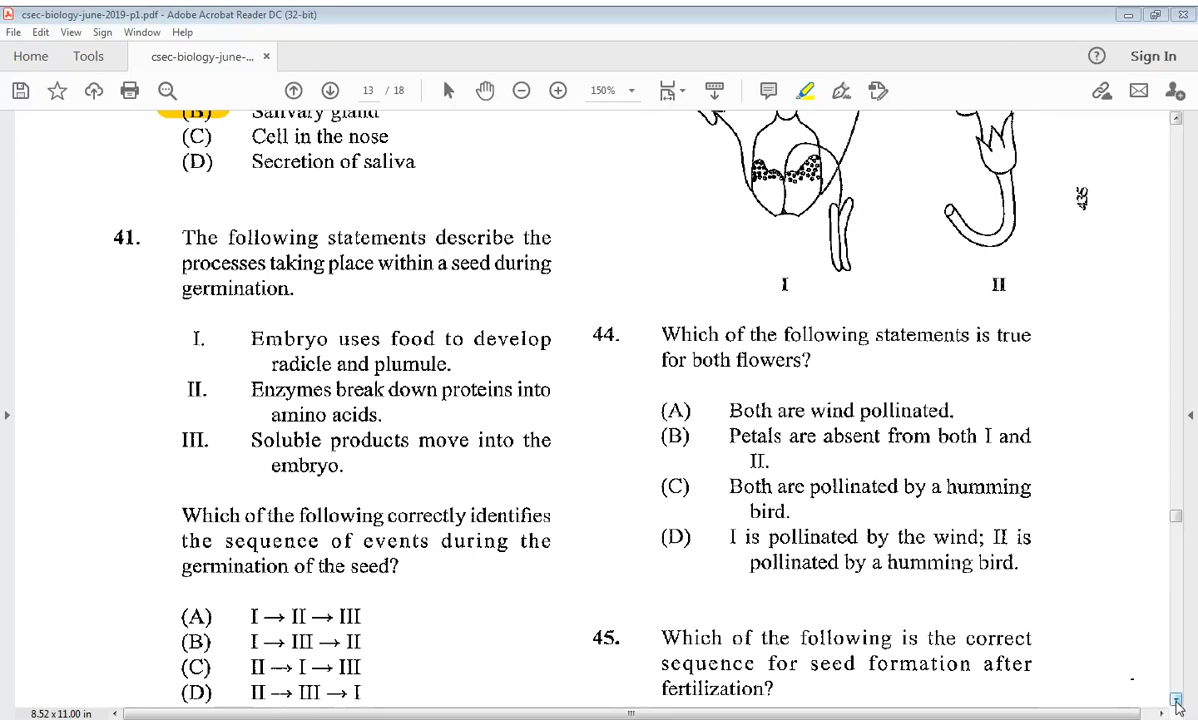 csec-biology-june-2019-p1.pdf - Adobe Acrobat Reader DC (32-bit)
File Edit View Sign Window Help
Home Tools csec-biology-june-... × Sign In
13 / 18 150%
(B) Salivary gland
(C) Cell in the nose
(D) Secretion of saliva
41. The following statements describe the
processes taking place within a seed during
germination.
I. Embryo uses food to develop
radicle and plumule.
II. Enzymes break down proteins into
amino acids.
III. Soluble products move into the
embryo.
Which of the following correctly identifies
the sequence of events during the
germination of the seed?
(A) I → II → III
(B) I → III → II
(C) II → I → III
(D) II → III → I
435
I II
44. Which of the following statements is true
for both flowers?
(A) Both are wind pollinated.
(B) Petals are absent from both I and
II.
(C) Both are pollinated by a humming
bird.
(D) I is pollinated by the wind; II is
pollinated by a humming bird.
45. Which of the following is the correct
sequence for seed formation after
fertilization?
8.52 x 11.00 in